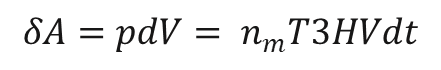 δA = pdV = n_m T3HVdt